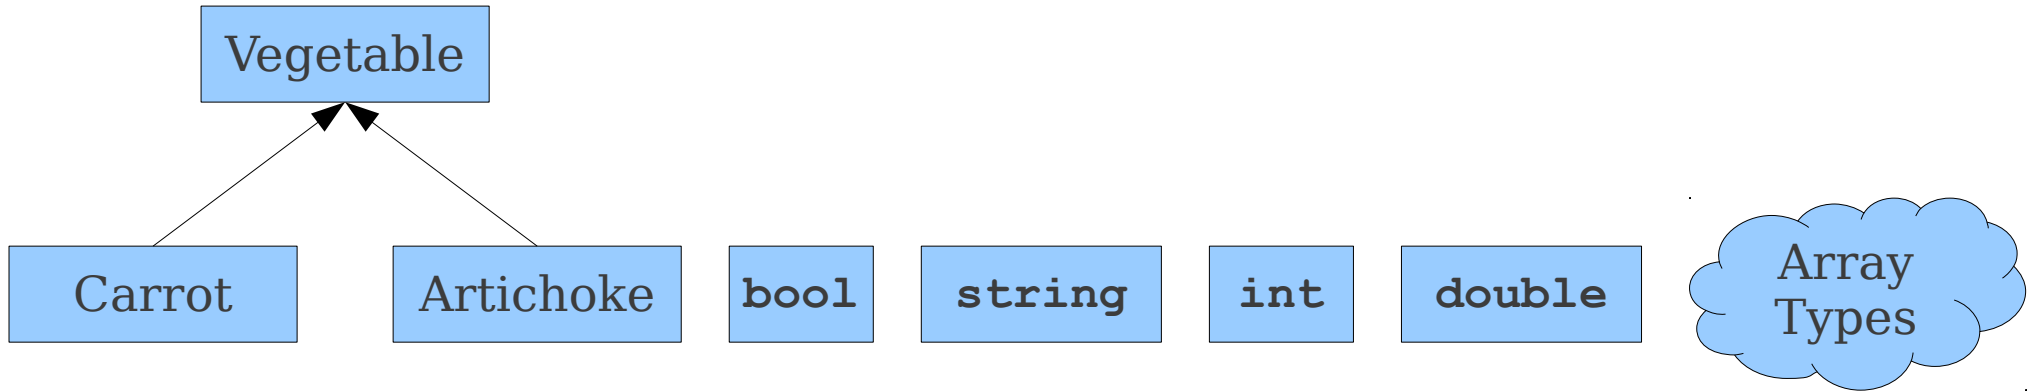 Vegetable
Carrot
Artichoke
bool
string
int
double
Array
Types